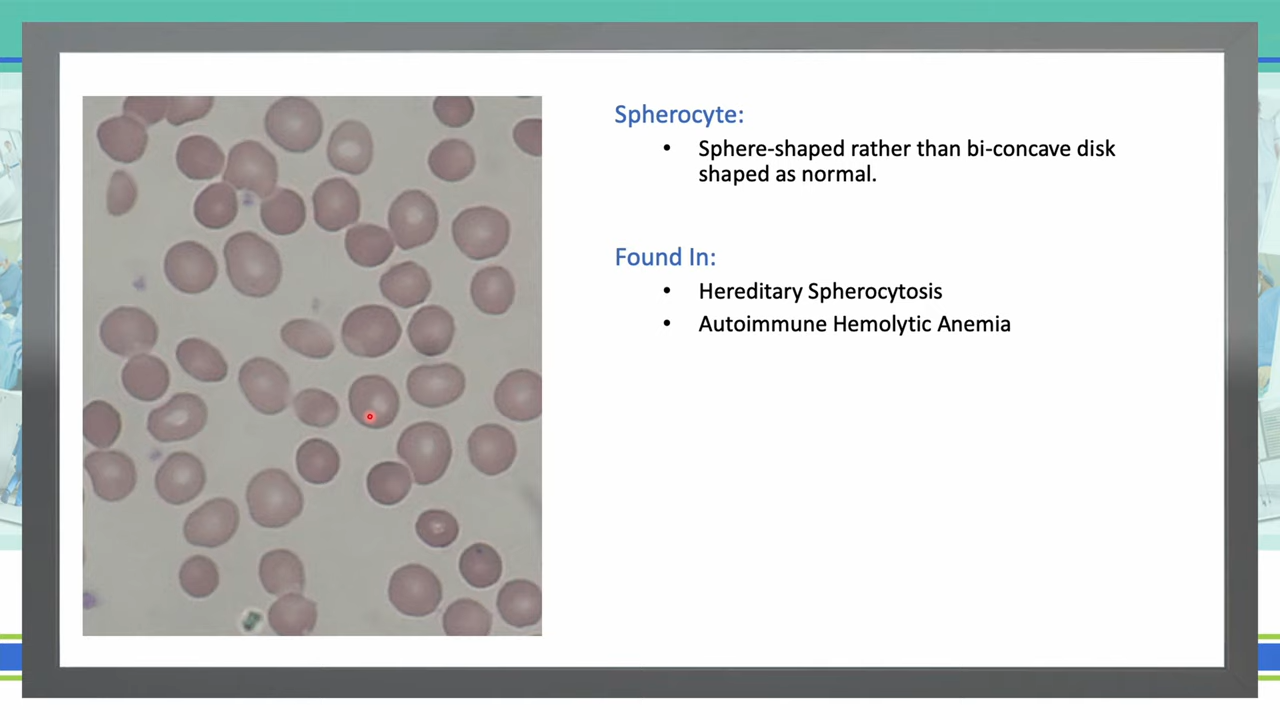 Spherocyte:
• Sphere-shaped rather than bi-concave disk
shaped as normal.
Found In:
• Hereditary Spherocytosis
• Autoimmune Hemolytic Anemia